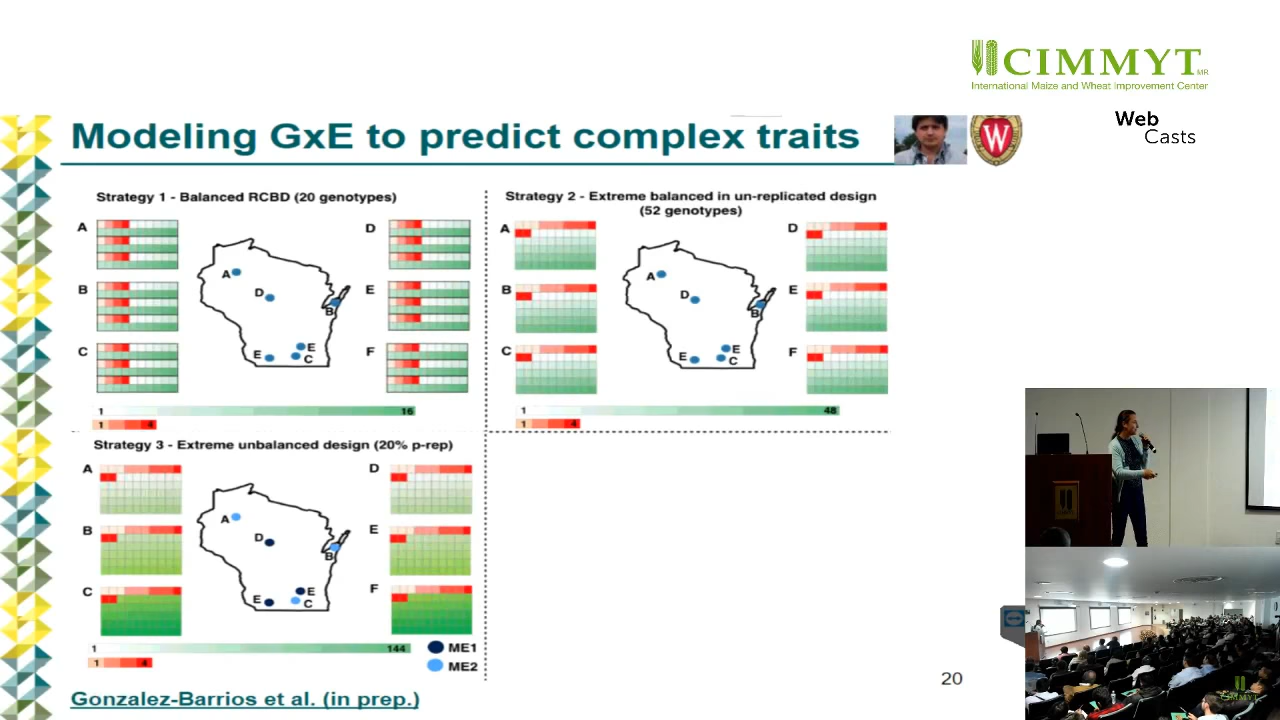 CIMMYT MR
International Maize and Wheat Improvement Center
Web
Casts
Modeling GxE to predict complex traits
W
Strategy 1 - Balanced RCBD (20 genotypes)
A
B
C
D
E
F
A
D
B
E
E
C
1 16
1 4
Strategy 2 - Extreme balanced in un-replicated design
(52 genotypes)
A
B
C
D
E
F
A
D
B
E
E
C
1 48
1 4
Strategy 3 - Extreme unbalanced design (20% p-rep)
A
B
C
D
E
F
A
D
B
E
E
C
1 144
1 4
ME1
ME2
20
Gonzalez-Barrios et al. (in prep.)
CIMMYT